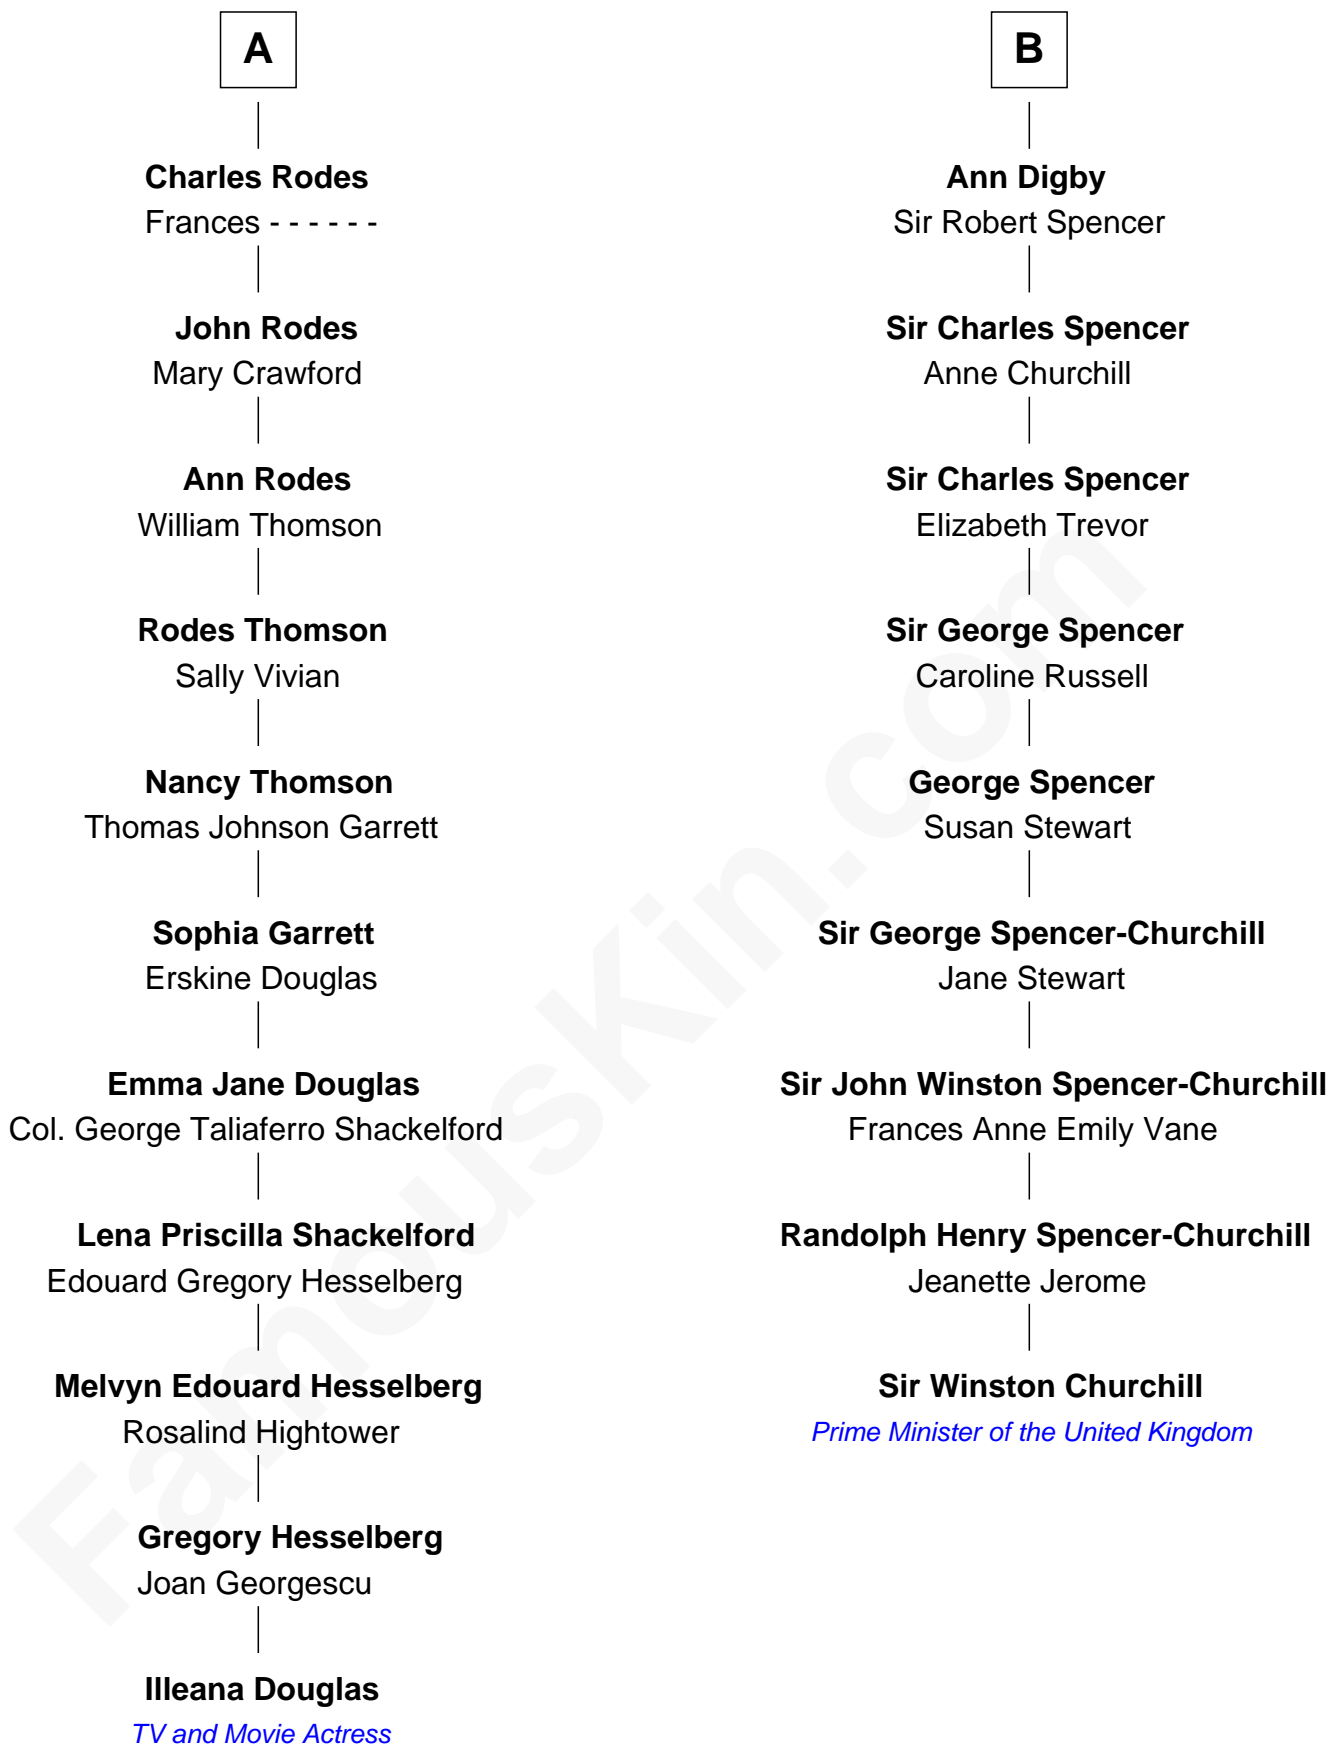 A
Charles Rodes
Frances - - - - - -
John Rodes
Mary Crawford
Ann Rodes
William Thomson
Rodes Thomson
Sally Vivian
Nancy Thomson
Thomas Johnson Garrett
Sophia Garrett
Erskine Douglas
Emma Jane Douglas
Col. George Taliaferro Shackelford
Lena Priscilla Shackelford
Edouard Gregory Hesselberg
Melvyn Edouard Hesselberg
Rosalind Hightower
Gregory Hesselberg
Joan Georgescu
Illeana Douglas
TV and Movie Actress
B
Ann Digby
Sir Robert Spencer
Sir Charles Spencer
Anne Churchill
Sir Charles Spencer
Elizabeth Trevor
Sir George Spencer
Caroline Russell
George Spencer
Susan Stewart
Sir George Spencer-Churchill
Jane Stewart
Sir John Winston Spencer-Churchill
Frances Anne Emily Vane
Randolph Henry Spencer-Churchill
Jeanette Jerome
Sir Winston Churchill
Prime Minister of the United Kingdom
FamousKin.com